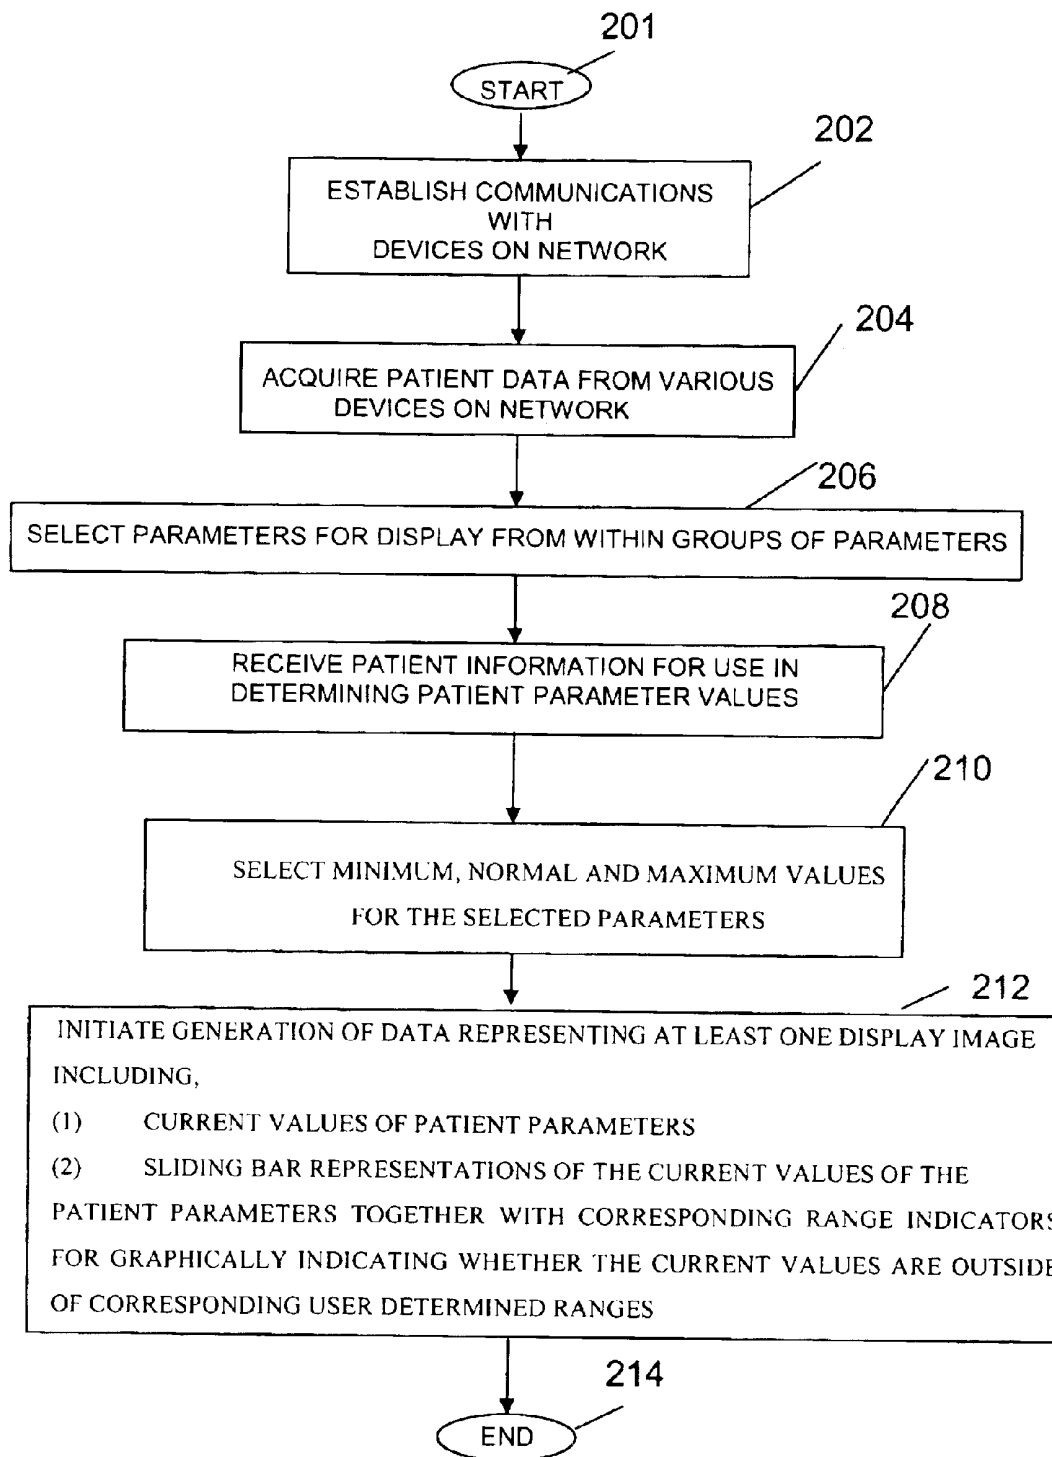 201
START
202
ESTABLISH COMMUNICATIONS
WITH
DEVICES ON NETWORK
204
ACQUIRE PATIENT DATA FROM VARIOUS
DEVICES ON NETWORK
206
SELECT PARAMETERS FOR DISPLAY FROM WITHIN GROUPS OF PARAMETERS
208
RECEIVE PATIENT INFORMATION FOR USE IN
DETERMINING PATIENT PARAMETER VALUES
210
SELECT MINIMUM, NORMAL AND MAXIMUM VALUES
FOR THE SELECTED PARAMETERS
212
INITIATE GENERATION OF DATA REPRESENTING AT LEAST ONE DISPLAY IMAGE
INCLUDING,
(1) CURRENT VALUES OF PATIENT PARAMETERS
(2) SLIDING BAR REPRESENTATIONS OF THE CURRENT VALUES OF THE
PATIENT PARAMETERS TOGETHER WITH CORRESPONDING RANGE INDICATORS
FOR GRAPHICALLY INDICATING WHETHER THE CURRENT VALUES ARE OUTSIDE
OF CORRESPONDING USER DETERMINED RANGES
214
END